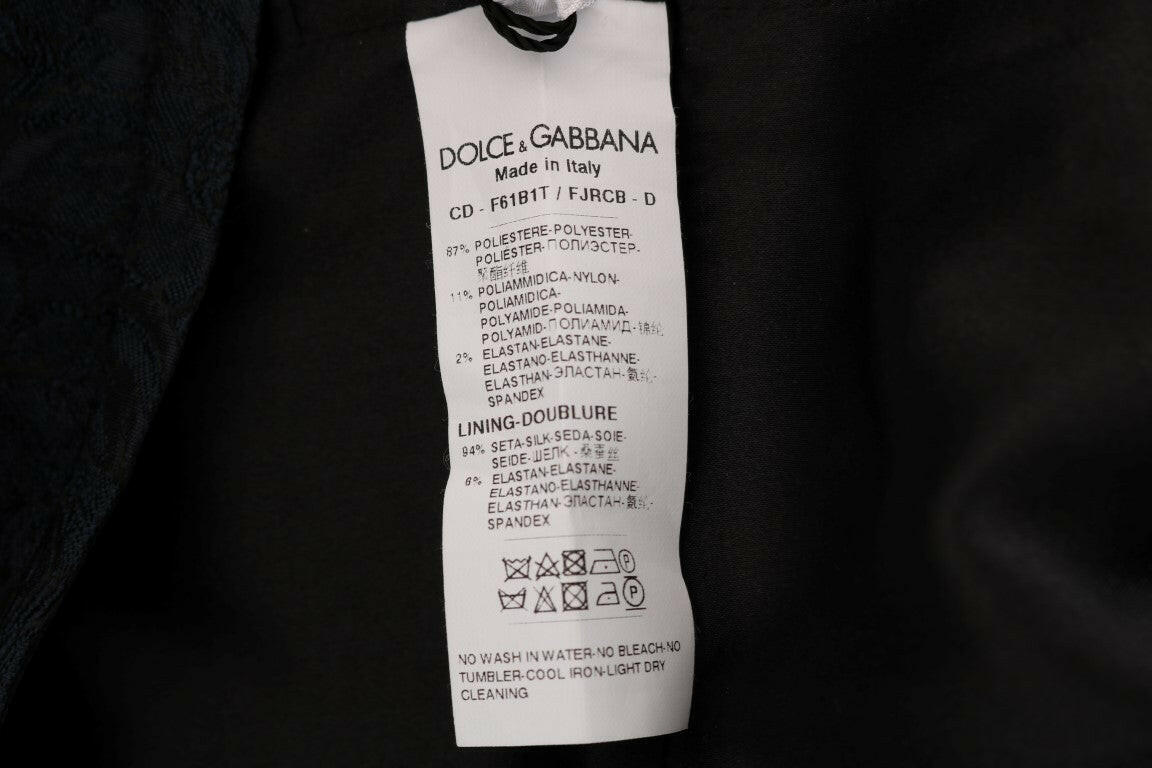 DOLCE & GABBANA
Made in Italy
CD - F61B1T / FJRCB - D
87% POLIESTERE-POLYESTER-
POLIÉSTER-ПОЛИЭСТЕР-
聚酯纤维
11% POLIAMMIDICA-NYLON-
POLIAMIDICA-
POLYAMIDE-POLIAMIDA-
POLYAMID-ПОЛИАМИД-锦纶
2% ELASTAN-ELASTANE-
ELASTANO-ELASTHANNE-
ELASTHAN-ЭЛАСТАН-氨纶-
SPANDEX
LINING-DOUBLURE
94% SETA-SILK-SEDA-SOIE-
SEIDE-ШЕЛК -桑蚕丝
6% ELASTAN-ELASTANE-
ELASTANO-ELASTHANNE-
ELASTHAN-ЭЛАСТАН-氨纶-
SPANDEX
P
P
NO WASH IN WATER-NO BLEACH-NO
TUMBLER-COOL IRON-LIGHT DRY
CLEANING